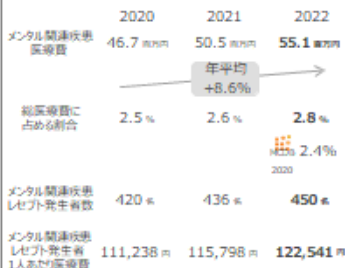 2020 2021 2022
メンタル関連疾患
医療費
46.7 百万円 50.5 百万円 55.1 百万円
年平均
+8.6%
総医療費に
占める割合
2.5 % 2.6 % 2.8 %
2.4%
2020
メンタル関連疾患
レセプト発生者数
420 名 436 名 450 名
メンタル関連疾患
レセプト発生者
1人あたり医療費
111,238 円 115,798 円 122,541 円